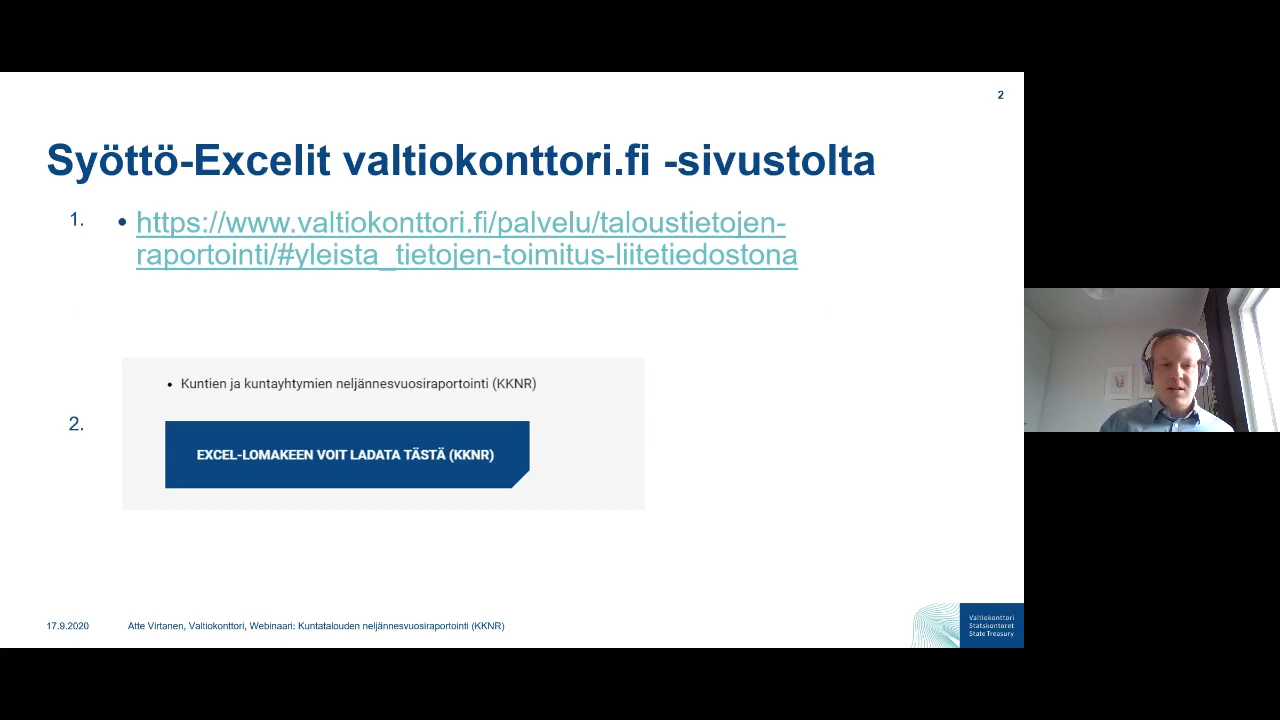 2
Syöttö-Excelit valtiokonttori.fi -sivustolta
1. • https://www.valtiokonttori.fi/palvelu/taloustietojen-
raportointi/#yleista_tietojen-toimitus-liitetiedostona
• Kuntien ja kuntayhtymien neljännesvuosiraportointi (KKNR)
2.
EXCEL-LOMAKEEN VOIT LADATA TÄSTÄ (KKNR)
17.9.2020 Atte Virtanen, Valtiokonttori, Webinaari: Kuntatalouden neljännesvuosiraportointi (KKNR)
Valtiokonttori
Statskontoret
State Treasury